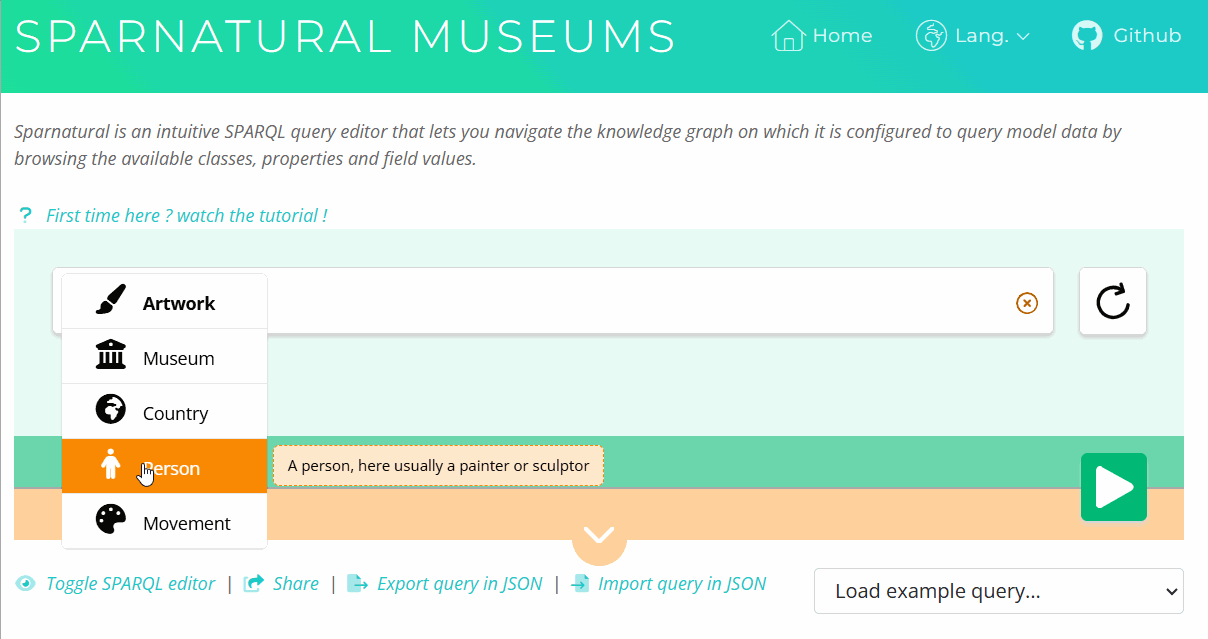 SPARNATURAL MUSEUMS
Home
Lang.
Github
Sparnatural is an intuitive SPARQL query editor that lets you navigate the knowledge graph on which it is configured to query model data by
browsing the available classes, properties and field values.
? First time here ? watch the tutorial !
Artwork
Museum
Country
Person
A person, here usually a painter or sculptor
Movement
Toggle SPARQL editor | Share | Export query in JSON | Import query in JSON
Load example query...